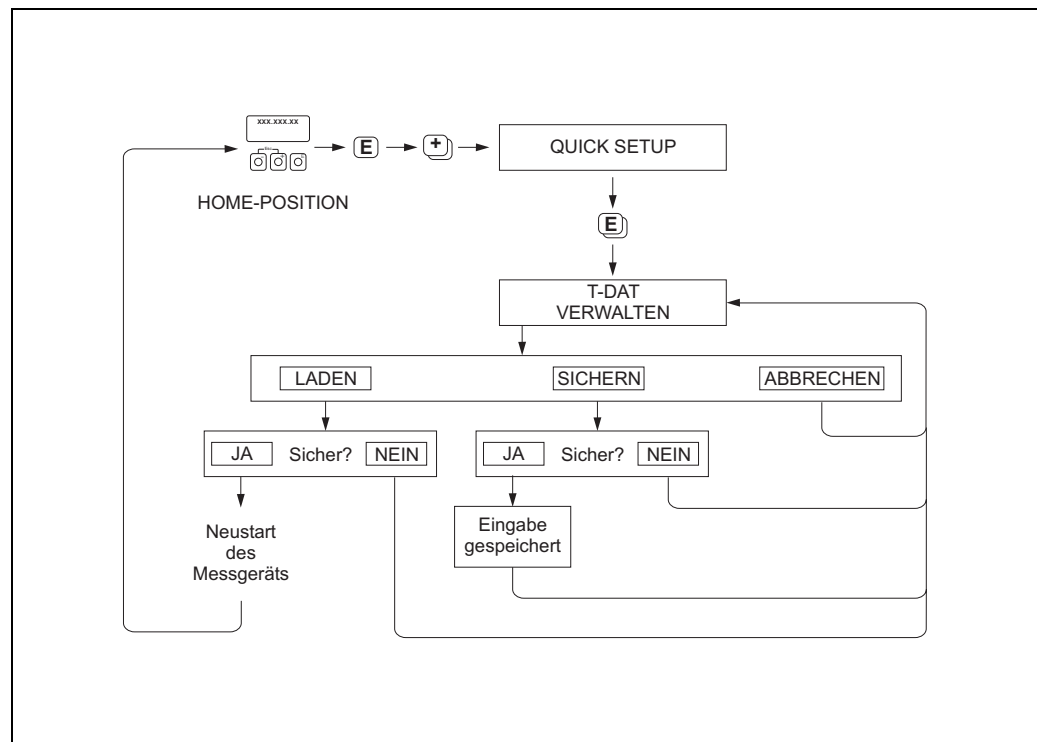 xxx.xxx.xx
Esc
E
+
QUICK SETUP
HOME-POSITION
E
T-DAT
VERWALTEN
LADEN
SICHERN
ABBRECHEN
JA
Sicher?
NEIN
JA
Sicher?
NEIN
Neustart
des
Messgeräts
Eingabe
gespeichert